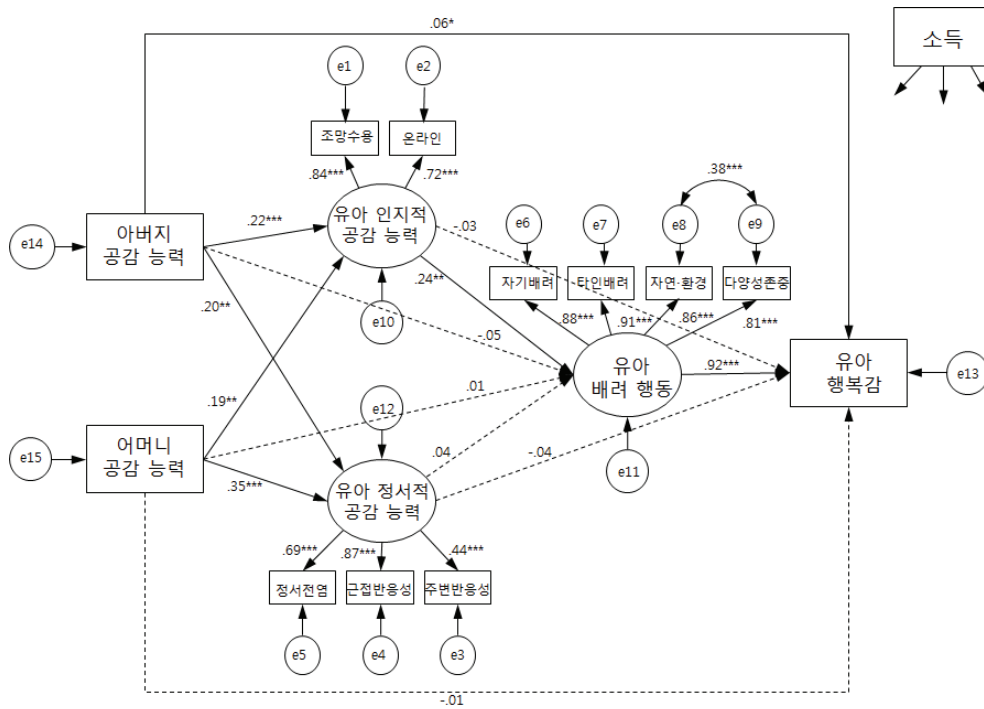 .06*
소득
e1
e2
조망수용
온라인
.84***
.72***
.38***
유아 인지적
공감 능력
아버지
공감 능력
e14
.22***
-.03
e6
e7
e8
e9
자기배려
타인배려
자연·환경
다양성존중
.24**
e10
.20**
-.05
.88***
.91***
.86***
.81***
유아
배려 행동
.92***
유아
행복감
e13
.01
.19**
e12
어머니
공감 능력
e15
.04
-.04
e11
.35***
유아 정서적
공감 능력
.69***
.87***
.44***
정서전염
근접반응성
주변반응성
e5
e4
e3
-.01